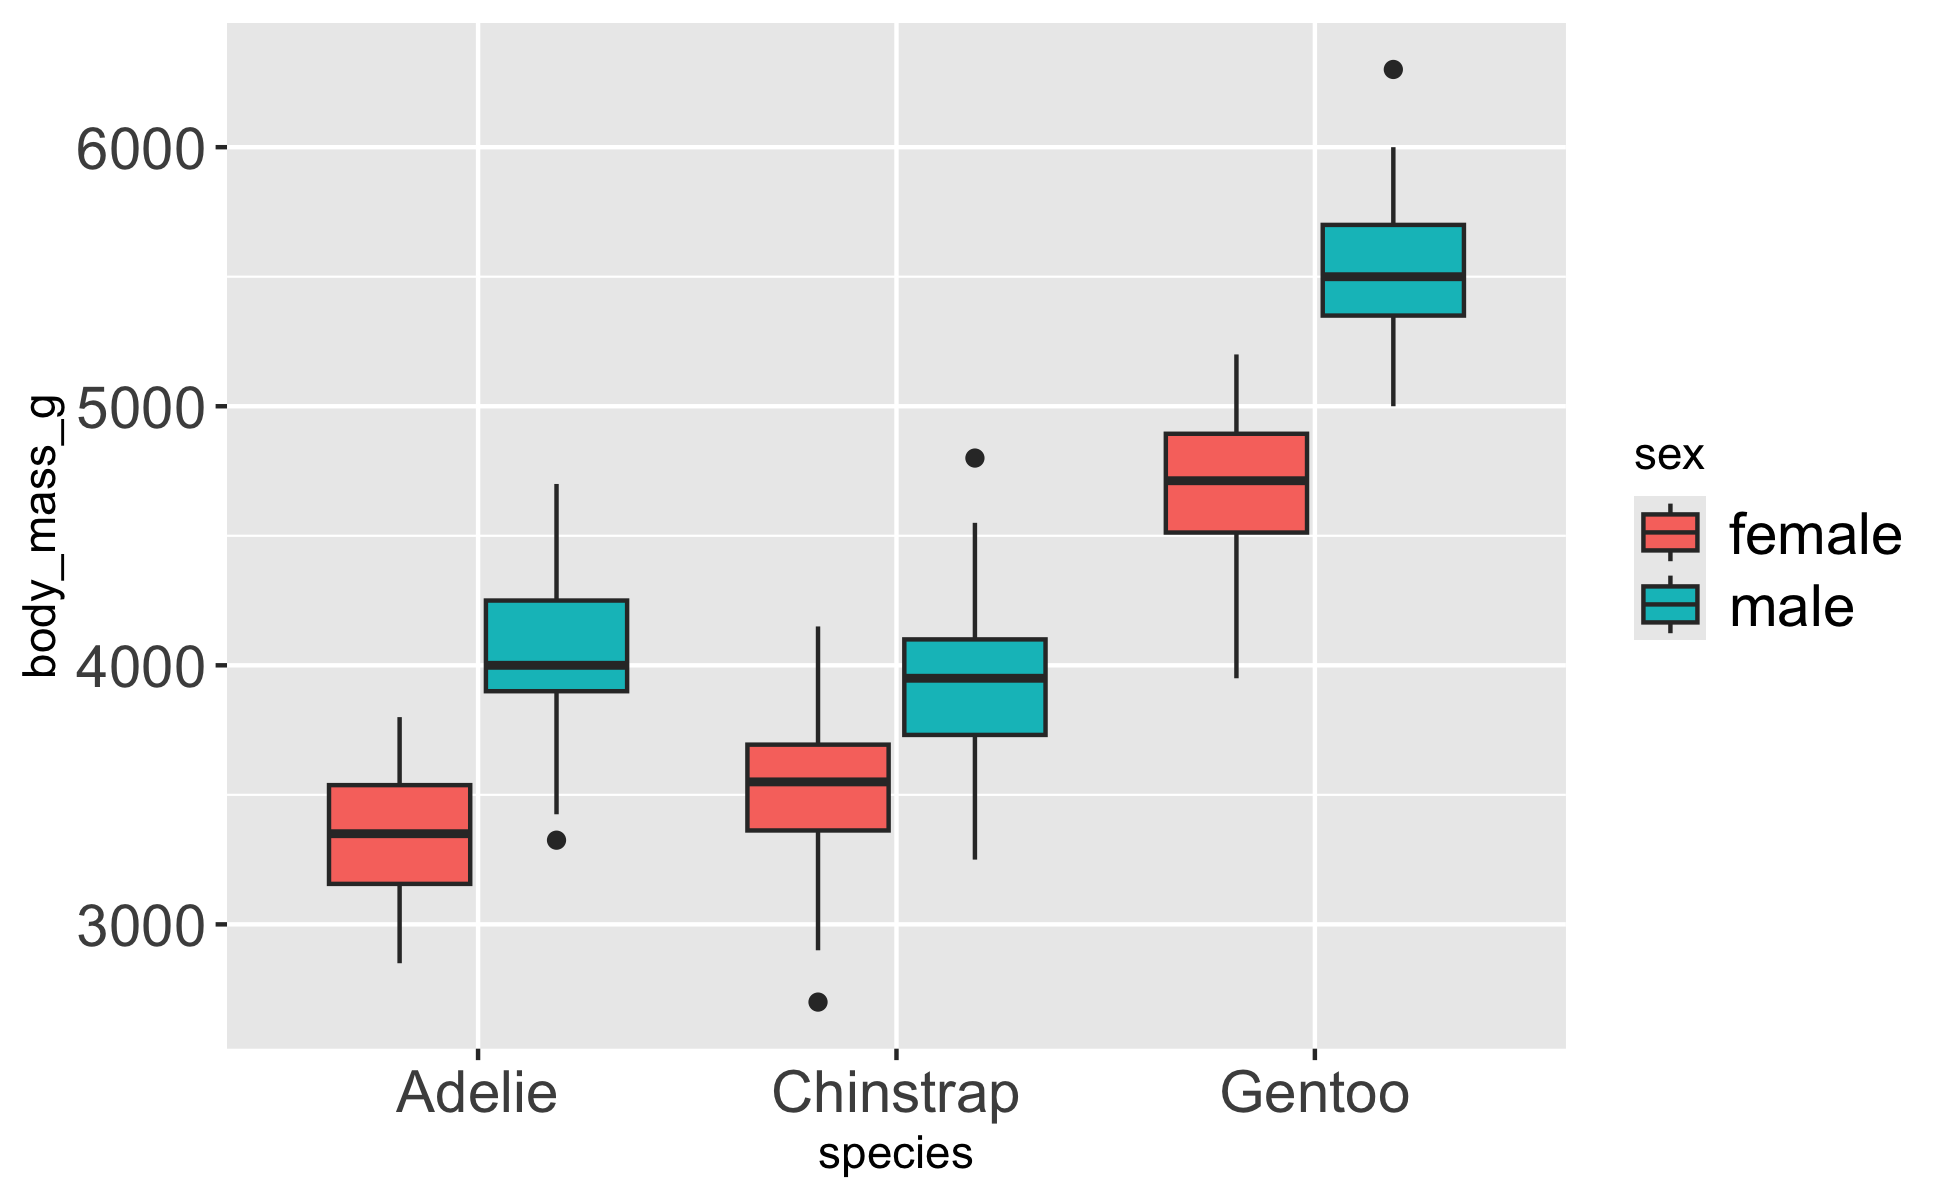 body_mass_g
6000
5000
4000
3000
Adelie
Chinstrap
Gentoo
species
sex
female
male